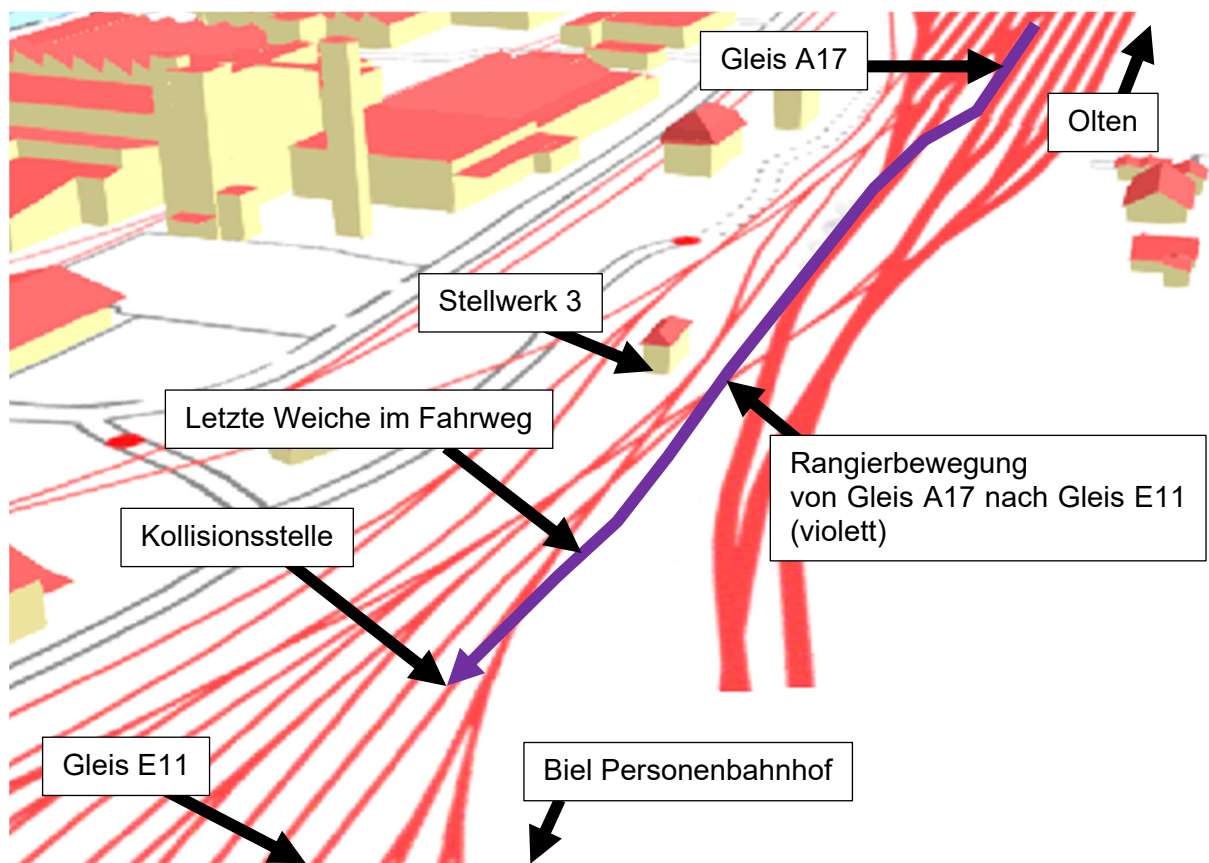 Gleis A17
Olten
Stellwerk 3
Letzte Weiche im Fahrweg
Rangierbewegung
von Gleis A17 nach Gleis E11
(violett)
Kollisionsstelle
Gleis E11
Biel Personenbahnhof